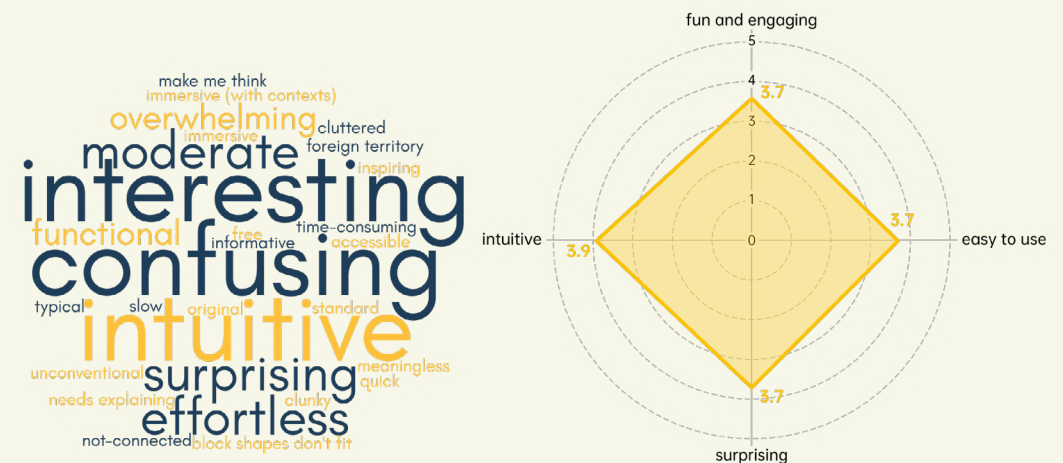 make me think
immersive (with contexts)
overwhelming
cluttered
immersive
moderate
foreign territory
inspiring
interesting
functional
free
time-consuming
informative
accessible
confusing
typical
slow
original
standard
intuitive
unconventional
surprising
meaningless
quick
needs explaining
clunky
effortless
not-connected
block shapes don't fit
fun and engaging
5
4
3.7
3
2
1
3.7
intuitive
0
easy to use
3.9
3.7
surprising